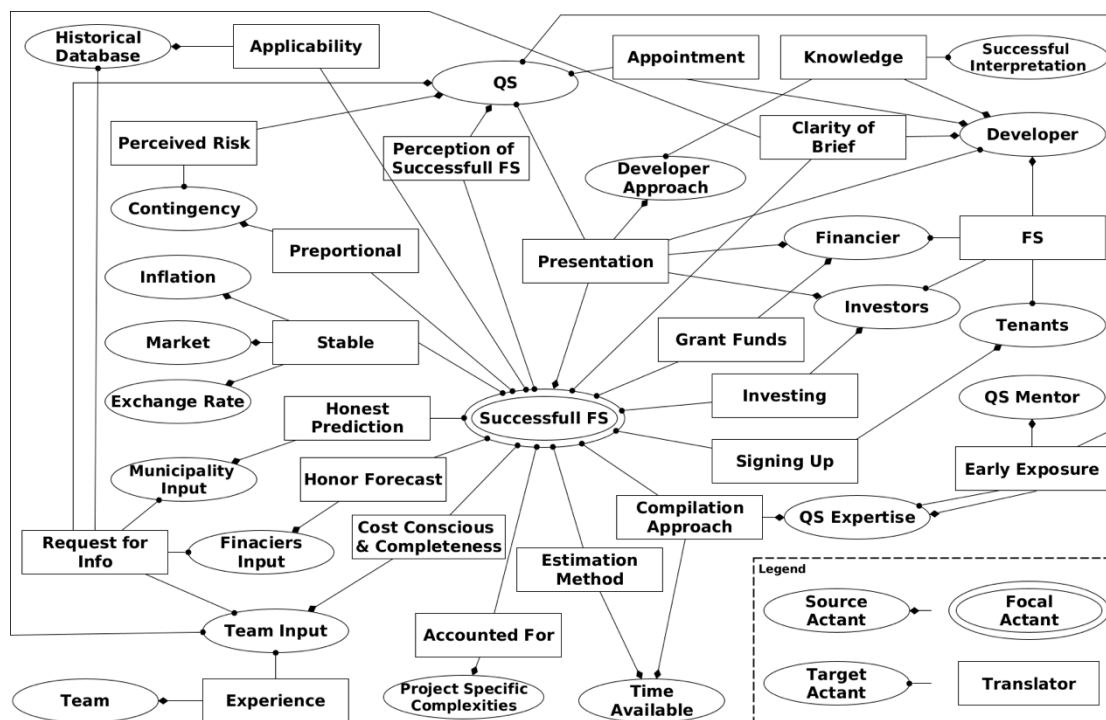 Historical
Database
Applicability
Appointment
Knowledge
Successful
Interpretation
QS
Perceived Risk
Perception of
Successfull FS
Clarity of
Brief
Developer
Developer
Approach
Contingency
Preportional
Presentation
Financier
FS
Inflation
Investors
Tenants
Market
Stable
Grant Funds
Exchange Rate
Honest
Prediction
Successfull FS
Investing
QS Mentor
Municipality
Input
Honor Forecast
Signing Up
Early Exposure
Request for
Info
Finaciers
Input
Cost Conscious
& Completeness
Compilation
Approach
QS Expertise
Estimation
Method
Legend
Source
Actant
Focal
Actant
Team Input
Accounted For
Target
Actant
Translator
Team
Experience
Project Specific
Complexities
Time
Available